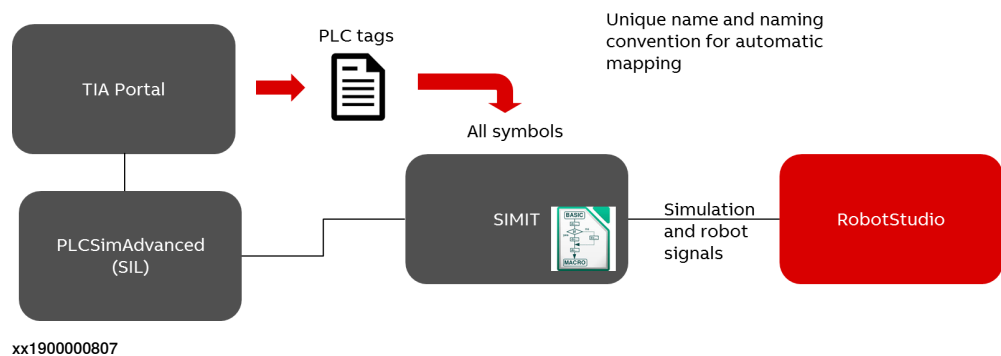 Unique name and naming
convention for automatic
mapping
PLC tags
TIA Portal
All symbols
PLCSimAdvanced
(SIL)
SIMIT
BASIC
MACRO
Simulation
and robot
signals
RobotStudio
xx1900000807